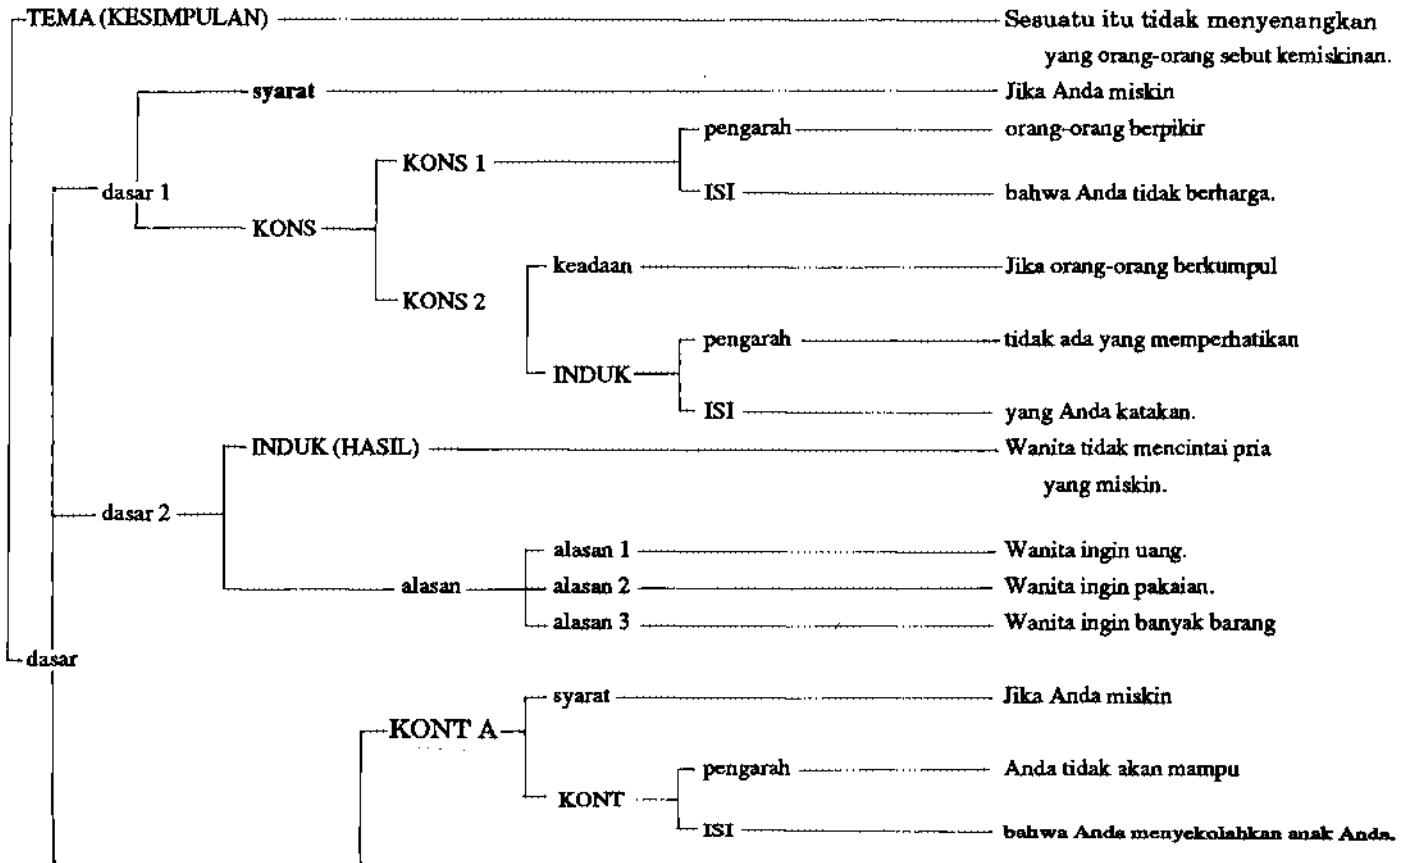 TEMA (KESIMPULAN) Sesuatu itu tidak menyenangkan
yang orang-orang sebut kemiskinan.
syarat Jika Anda miskin
pengarah orang-orang berpikir
KONS 1
dasar 1 ISI bahwa Anda tidak berharga.
KONS
keadaan Jika orang-orang berkumpul
KONS 2
pengarah tidak ada yang memperhatikan
INDUK
ISI yang Anda katakan.
INDUK (HASIL) Wanita tidak mencintai pria
yang miskin.
dasar 2
alasan 1 Wanita ingin uang.
alasan alasan 2 Wanita ingin pakaian.
alasan 3 Wanita ingin banyak barang
dasar
syarat Jika Anda miskin
KONT A
pengarah Anda tidak akan mampu
KONT
ISI bahwa Anda menyekolahkan anak Anda.